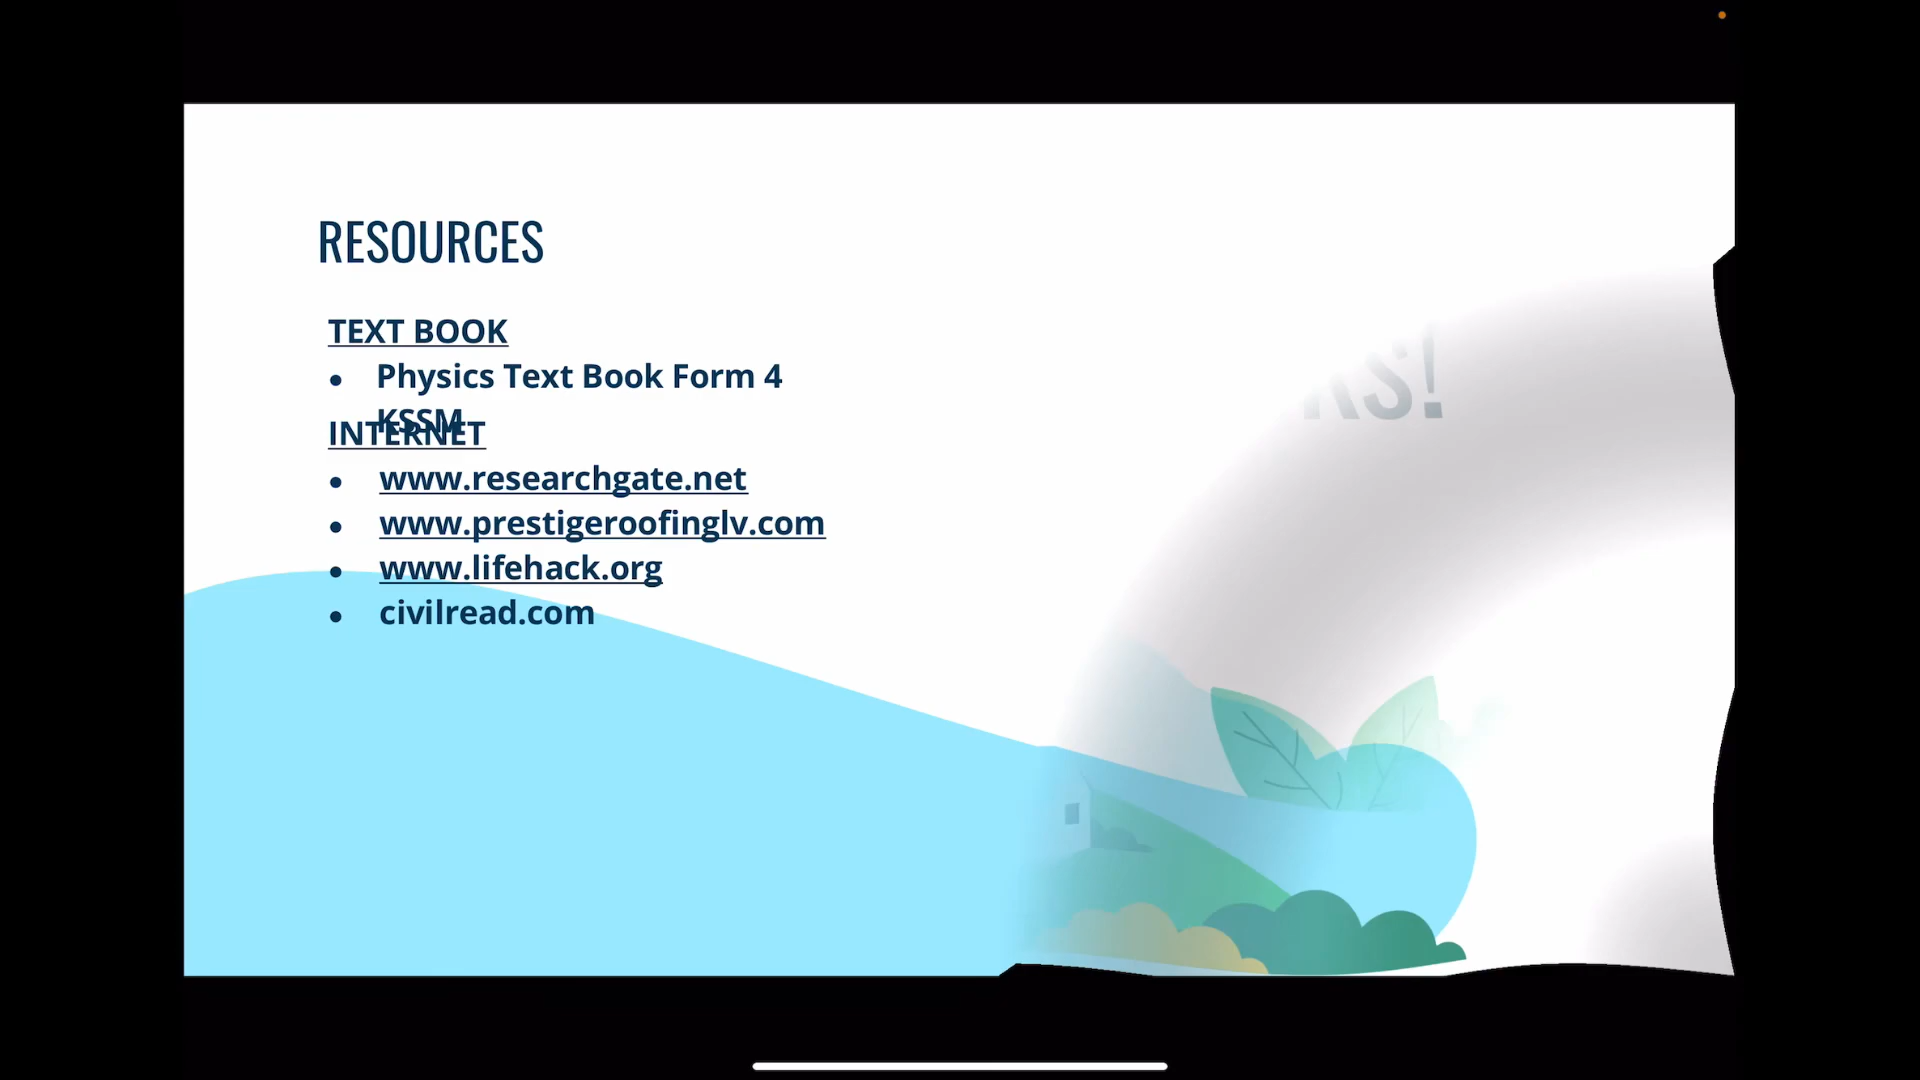 RESOURCES
TEXT BOOK
● Physics Text Book Form 4
KSSM
INTERNET
● www.researchgate.net
● www.prestigeroofinglv.com
● www.lifehack.org
● civilread.com